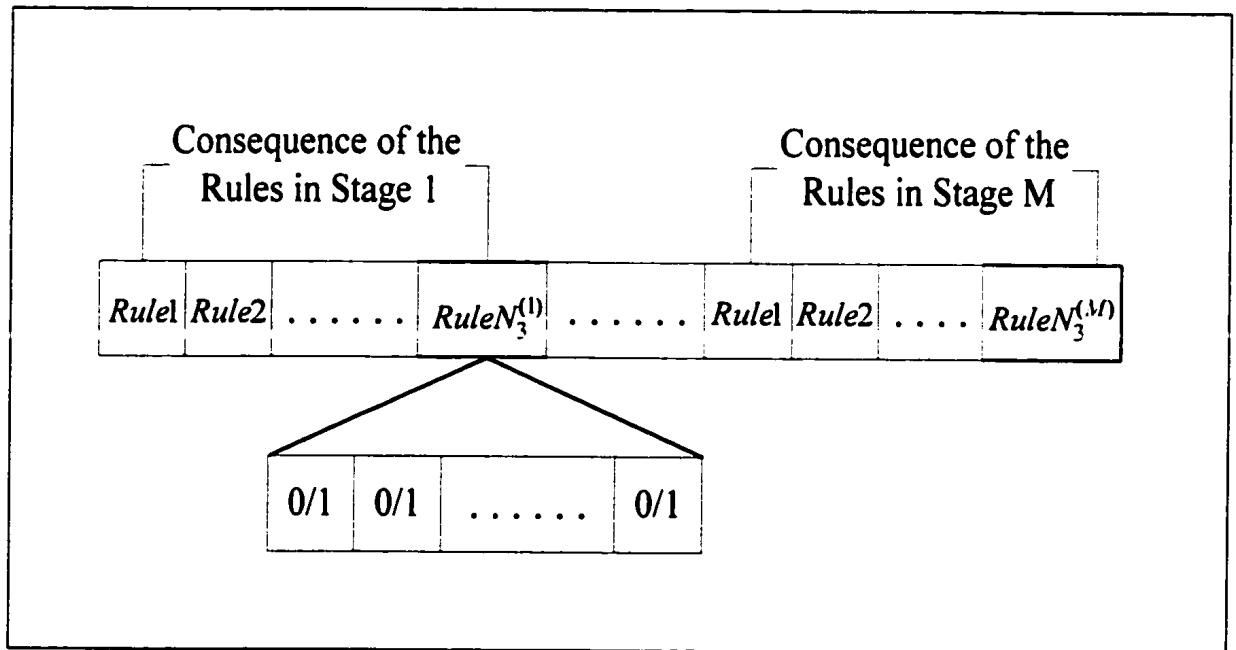 Consequence of the
Rules in Stage 1
Consequence of the
Rules in Stage M
Rule1 Rule2 ...... RuleN₃⁽¹⁾ ...... Rule1 Rule2 .... RuleN₃⁽ᴹ⁾
0/1 0/1 ...... 0/1